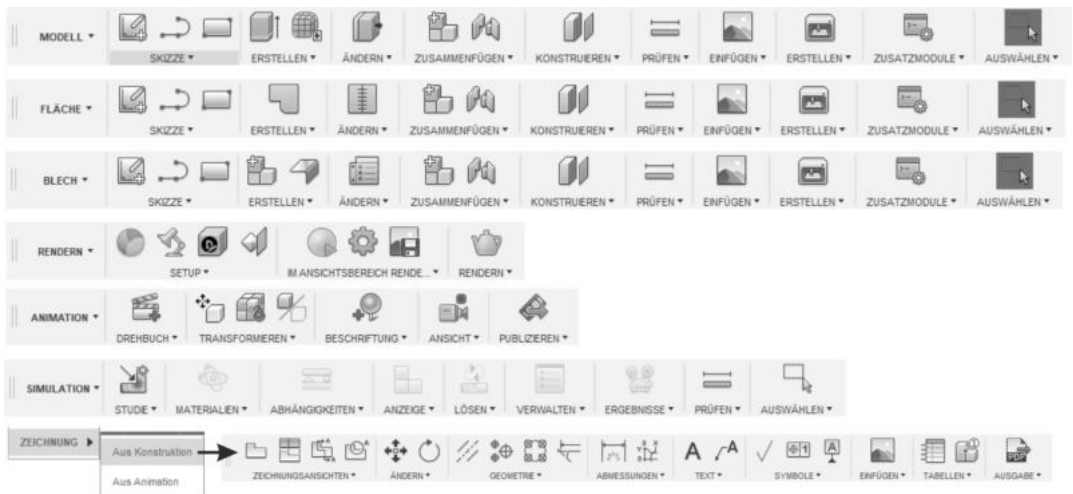 MODELL SKIZZE ERSTELLEN ÄNDERN ZUSAMMENFÜGEN KONSTRUIEREN PRÜFEN EINFÜGEN ERSTELLEN ZUSATZMODULE AUSWÄHLEN
FLÄCHE SKIZZE ERSTELLEN ÄNDERN ZUSAMMENFÜGEN KONSTRUIEREN PRÜFEN EINFÜGEN ERSTELLEN ZUSATZMODULE AUSWÄHLEN
BLECH SKIZZE ERSTELLEN ÄNDERN ZUSAMMENFÜGEN KONSTRUIEREN PRÜFEN EINFÜGEN ERSTELLEN ZUSATZMODULE AUSWÄHLEN
RENDERN SETUP IM ANSICHTSBEREICH RENDE... RENDERN
ANIMATION DREHBUCH TRANSFORMIEREN BESCHRIFTUNG ANSICHT PUBLIZIEREN
SIMULATION STUDIE MATERIALIEN ABHÄNGIGKEITEN ANZEIGE LÖSEN VERWALTEN ERGEBNISSE PRÜFEN AUSWÄHLEN
ZEICHNUNG Aus Konstruktion ZEICHNUNGSANSICHTEN ÄNDERN GEOMETRIE ABMESSUNGEN TEXT SYMBOLE EINFÜGEN TABELLEN AUSGABE
Aus Animation